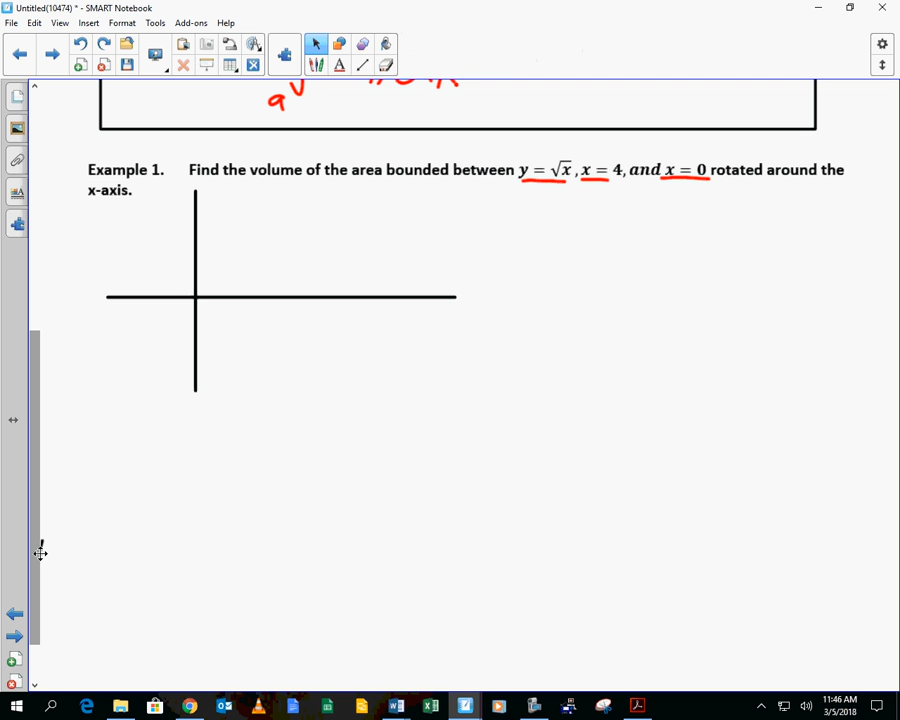 Untitled(10474) * - SMART Notebook
File Edit View Insert Format Tools Add-ons Help
Example 1. Find the volume of the area bounded between y = √x , x = 4, and x = 0 rotated around the
x-axis.
11:46 AM
3/5/2018